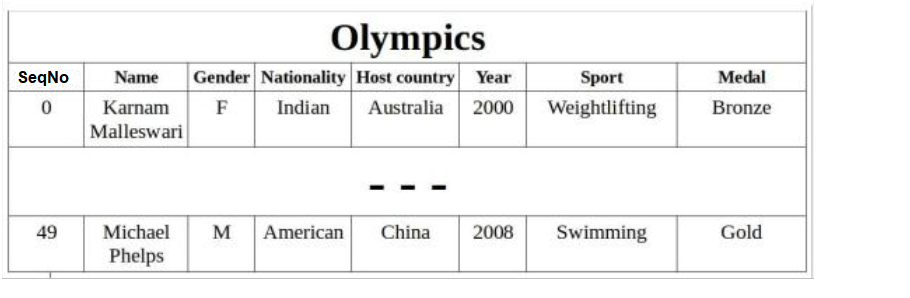 Olympics
SeqNo Name Gender Nationality Host country Year Sport Medal
0 Karnam Malleswari F Indian Australia 2000 Weightlifting Bronze
- - -
49 Michael Phelps M American China 2008 Swimming Gold